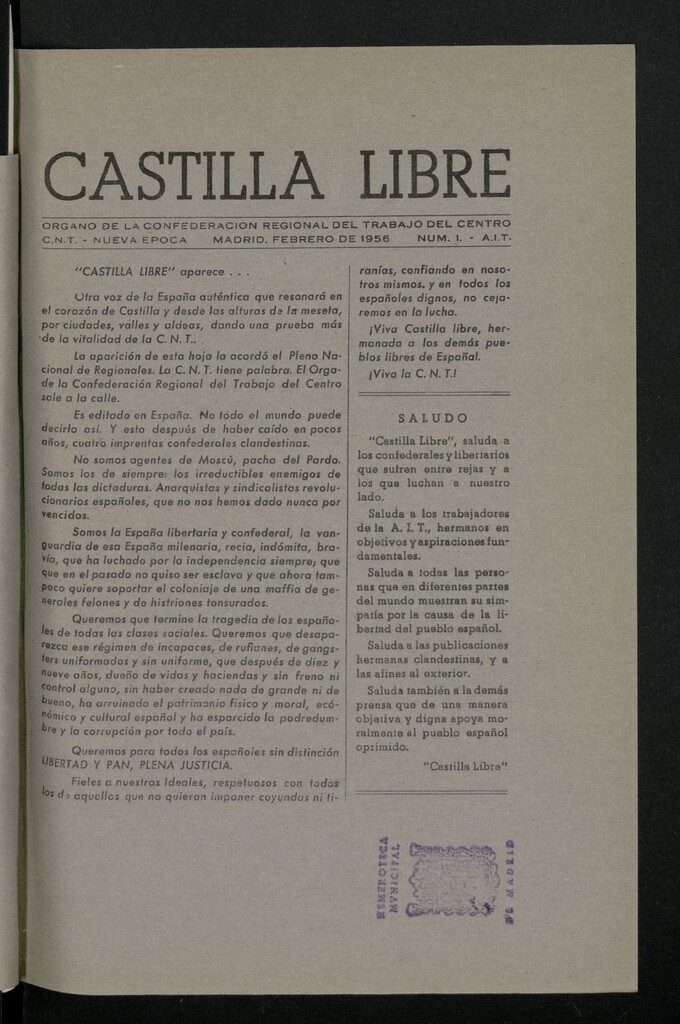 CASTILLA LIBRE
ORGANO DE LA CONFEDERACION REGIONAL DEL TRABAJO DEL CENTRO
C.N.T. - NUEVA EPOCA MADRID. FEBRERO DE 1956 NUM. I. - A.I.T.
"CASTILLA LIBRE" aparece . . .
Otra voz de la España auténtica que resonará en
el corazón de Castilla y desde las alturas de la meseta,
por ciudades, valles y aldeas, dando una prueba más
de la vitalidad de la C. N. T..
La aparición de esta hoja la acordó el Pleno Na-
cional de Regionales. La C. N. T. tiene palabra. El Orga-
de la Confederación Regional del Trabajo del Centro
sale a la calle.
Es editado en España. No todo el mundo puede
decirlo así. Y esto después de haber caído en pocos
años, cuatro imprentas confederales clandestinas.
No somos agentes de Moscú, pacha del Pardo.
Somos los de siempre: los irreductibles enemigos de
todas las dictaduras. Anarquistas y sindicalistas revolu-
cionarios españoles, que no nos hemos dado nunca por
vencidos.
Somos la España libertaria y confederal, la van-
guardia de esa España milenaria, recia, indómita, bra-
vía, que ha luchado por la independencia siempre; que
que en el pasado no quiso ser esclava y que ahora tam-
poco quiere soportar el coloniaje de una maffia de ge-
nerales felones y de histriones tonsurados.
Queremos que termine la tragedia de los españo-
les de todas las clases sociales. Queremos que desapa-
rezca ese régimen de incapaces, de rufianes, de gangs-
ters uniformados y sin uniforme, que después de diez y
nueve años, dueño de vidas y haciendas y sin freno ni
control alguno, sin haber creado nada de grande ni de
bueno, ha arruinado el patrimonio físico y moral, ecó-
nómico y cultural español y ha esparcido la podredum-
bre y la corrupción por todo el país.
Queremos para todos los españoles sin distinción
LIBERTAD Y PAN, PLENA JUSTICIA.
Fieles a nuestros Ideales, respetuosos con todos
los de aquellos que no quieran imponer coyundas ni ti-
ranías, confiando en noso-
tros mismos. y en todos los
españoles dignos, no ceja-
remos en la lucha.
¡Viva Castilla libre, her-
manada a los demás pue-
blos libres de España!.
¡Viva la C. N. T.!
SALUDO
"Castilla Libre", saluda a
los confederales y libertarios
que sufren entre rejas y a
los que luchan a nuestro
lado.
Saluda a los trabajadores
de la A. I. T., hermanos en
objetivos y aspiraciones fun-
damentales.
Saluda a todas las perso-
nas que en diferentes partes
del mundo muestran su sim-
patía por la causa de la li-
bertad del pueblo español.
Saluda a las publicaciones
hermanas clandestinas, y a
las afines al exterior.
Saluda también a la demás
prensa que de una manera
objetiva y digna apoya mo-
ralmente al pueblo español
oprimido.
"Castilla Libre"
HEMEROTECA
MVNICIPAL
DE MADRID